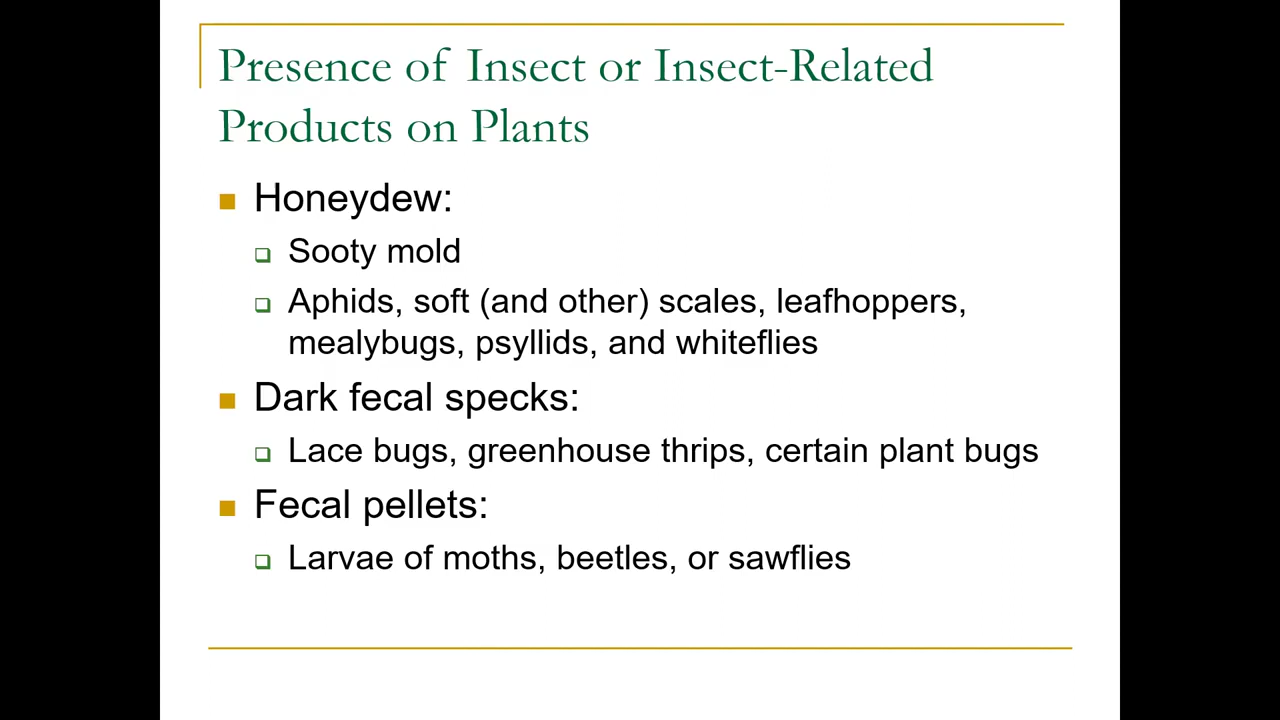 Presence of Insect or Insect-Related
Products on Plants
Honeydew:
Sooty mold
Aphids, soft (and other) scales, leafhoppers,
mealybugs, psyllids, and whiteflies
Dark fecal specks:
Lace bugs, greenhouse thrips, certain plant bugs
Fecal pellets:
Larvae of moths, beetles, or sawflies